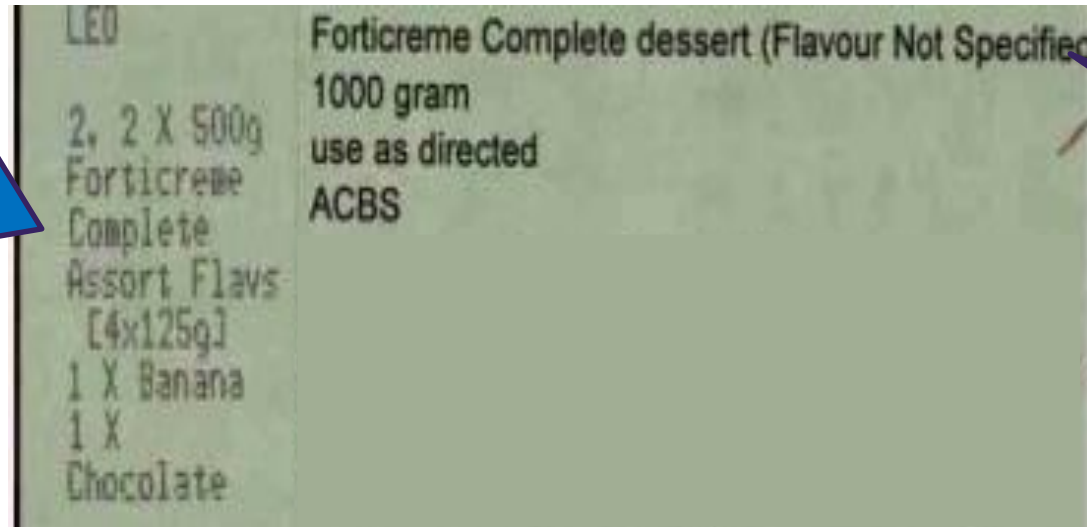 LEO
2. 2 X 500g
Forticreme
Complete
Assort Flavs
[4x125g]
1 X Banana
1 X
Chocolate
Forticreme Complete dessert (Flavour Not Specified
1000 gram
use as directed
ACBS